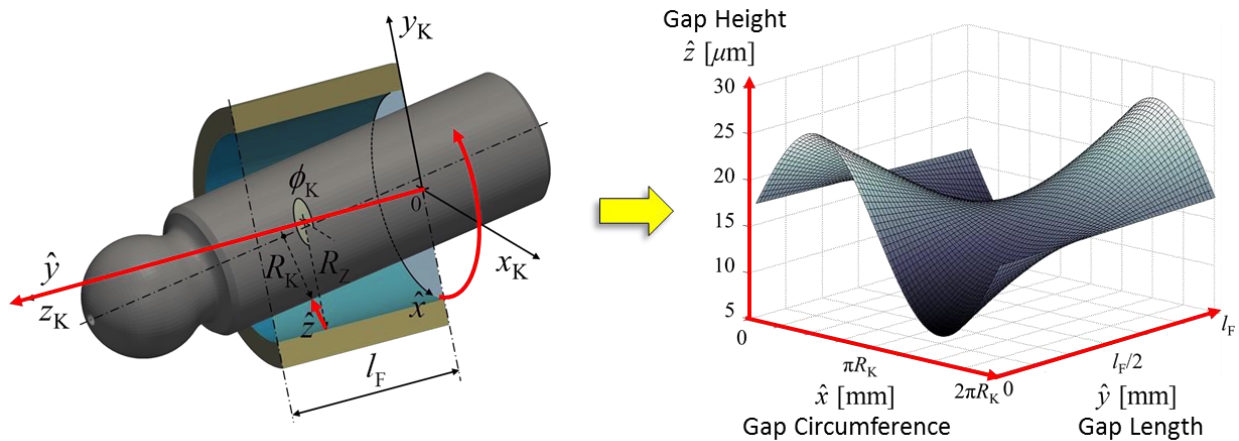 y_K
ϕ_K
0
x_K
R_K
R_Z
ŷ
z_K
x̂
ẑ
l_F
Gap Height
ẑ [μm]
30
25
20
15
10
5
0
πR_K
2πR_K
0
l_F/2
l_F
x̂ [mm]
ŷ [mm]
Gap Circumference
Gap Length